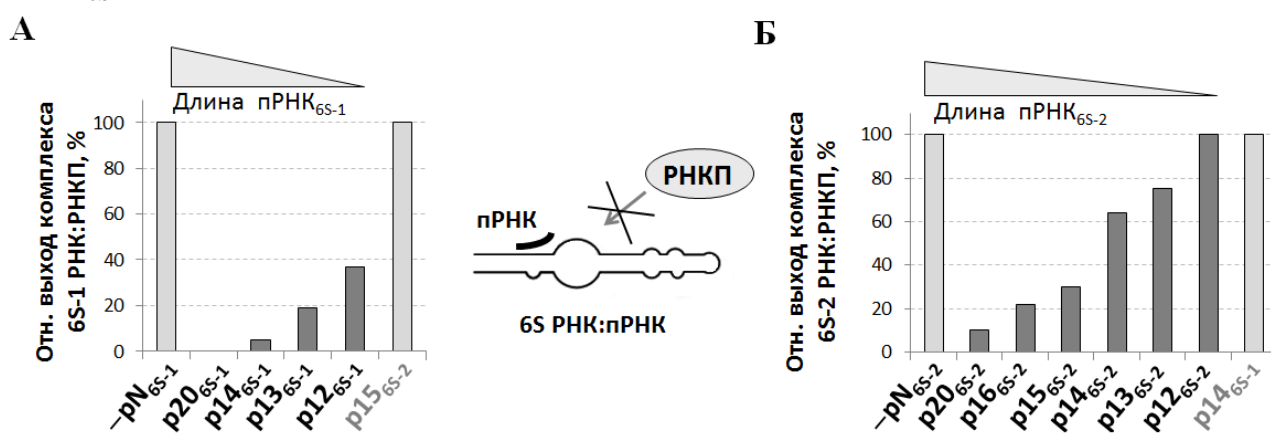 А
Длина пРНК6S-1
Отн. выход комплекса
6S-1 РНК:РНКП, %
100
80
60
40
20
0
–pN6S-1
p206S-1
p146S-1
p136S-1
p126S-1
p156S-2
РНКП
пРНК
6S РНК:пРНК
Б
Длина пРНК6S-2
Отн. выход комплекса
6S-2 РНК:РНКП, %
100
80
60
40
20
0
–pN6S-2
p206S-2
p166S-2
p156S-2
p146S-2
p136S-2
p126S-2
p146S-1